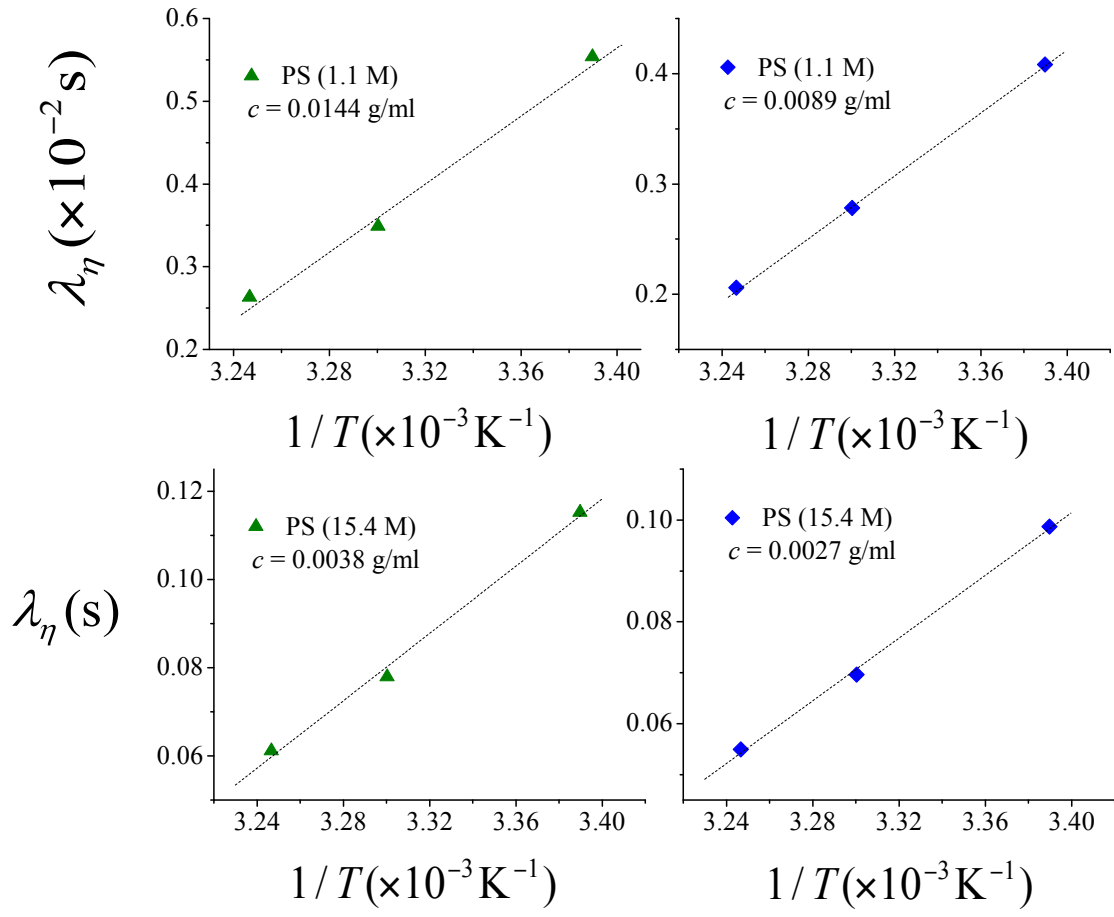 λη (×10⁻² s)
0.6
0.5
0.4
0.3
0.2
PS (1.1 M)
c = 0.0144 g/ml
3.24 3.28 3.32 3.36 3.40
1 / T (×10⁻³ K⁻¹)
0.4
0.3
0.2
PS (1.1 M)
c = 0.0089 g/ml
3.24 3.28 3.32 3.36 3.40
1 / T (×10⁻³ K⁻¹)
λη (s)
0.12
0.10
0.08
0.06
PS (15.4 M)
c = 0.0038 g/ml
3.24 3.28 3.32 3.36 3.40
1 / T (×10⁻³ K⁻¹)
0.10
0.08
0.06
PS (15.4 M)
c = 0.0027 g/ml
3.24 3.28 3.32 3.36 3.40
1 / T (×10⁻³ K⁻¹)